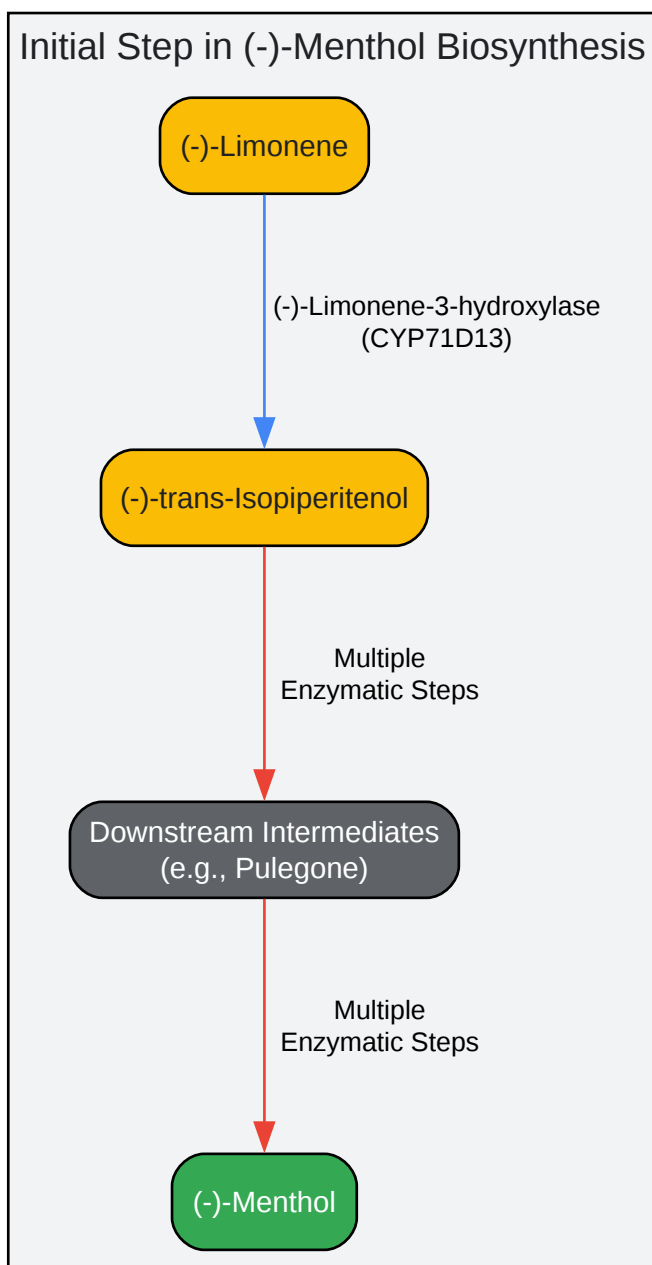 Initial Step in (-)-Menthol Biosynthesis
(-)-Limonene
(-)-Limonene-3-hydroxylase
(CYP71D13)
(-)-trans-Isopiperitenol
Multiple
Enzymatic Steps
Downstream Intermediates
(e.g., Pulegone)
Multiple
Enzymatic Steps
(-)-Menthol